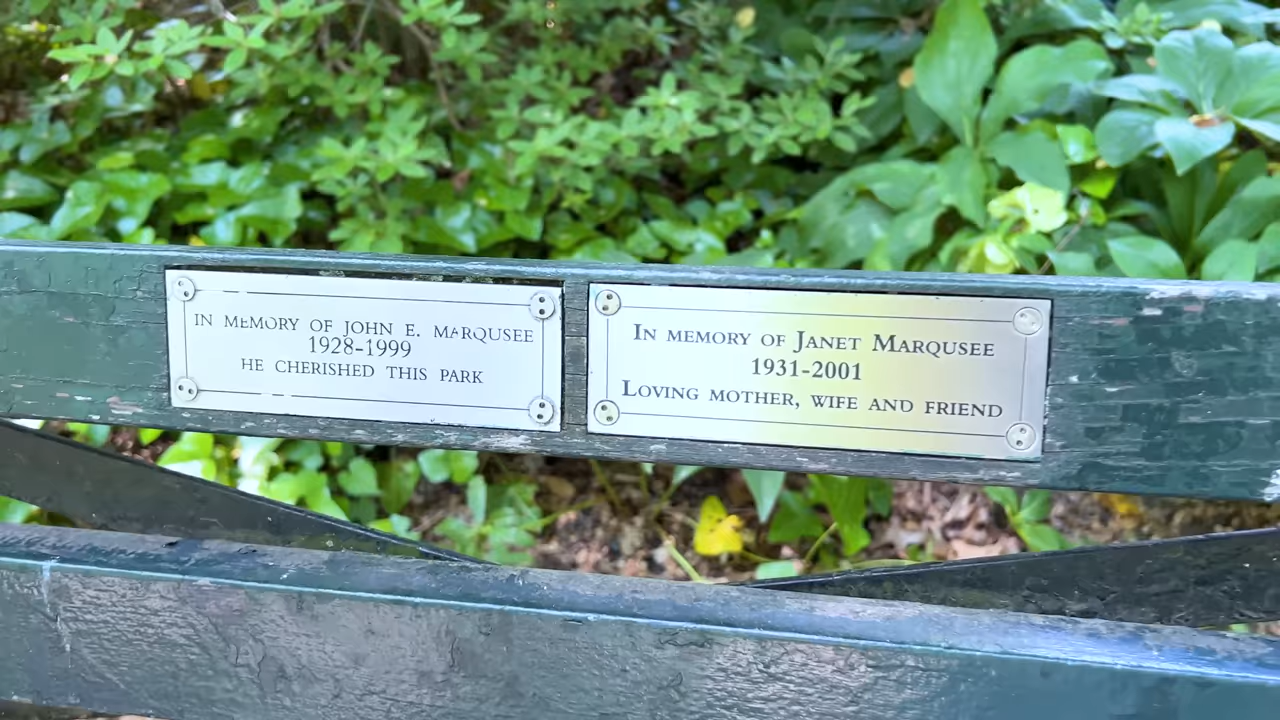 IN MEMORY OF JOHN E. MARQUSEE
1928-1999
HE CHERISHED THIS PARK
IN MEMORY OF JANET MARQUSEE
1931-2001
LOVING MOTHER, WIFE AND FRIEND